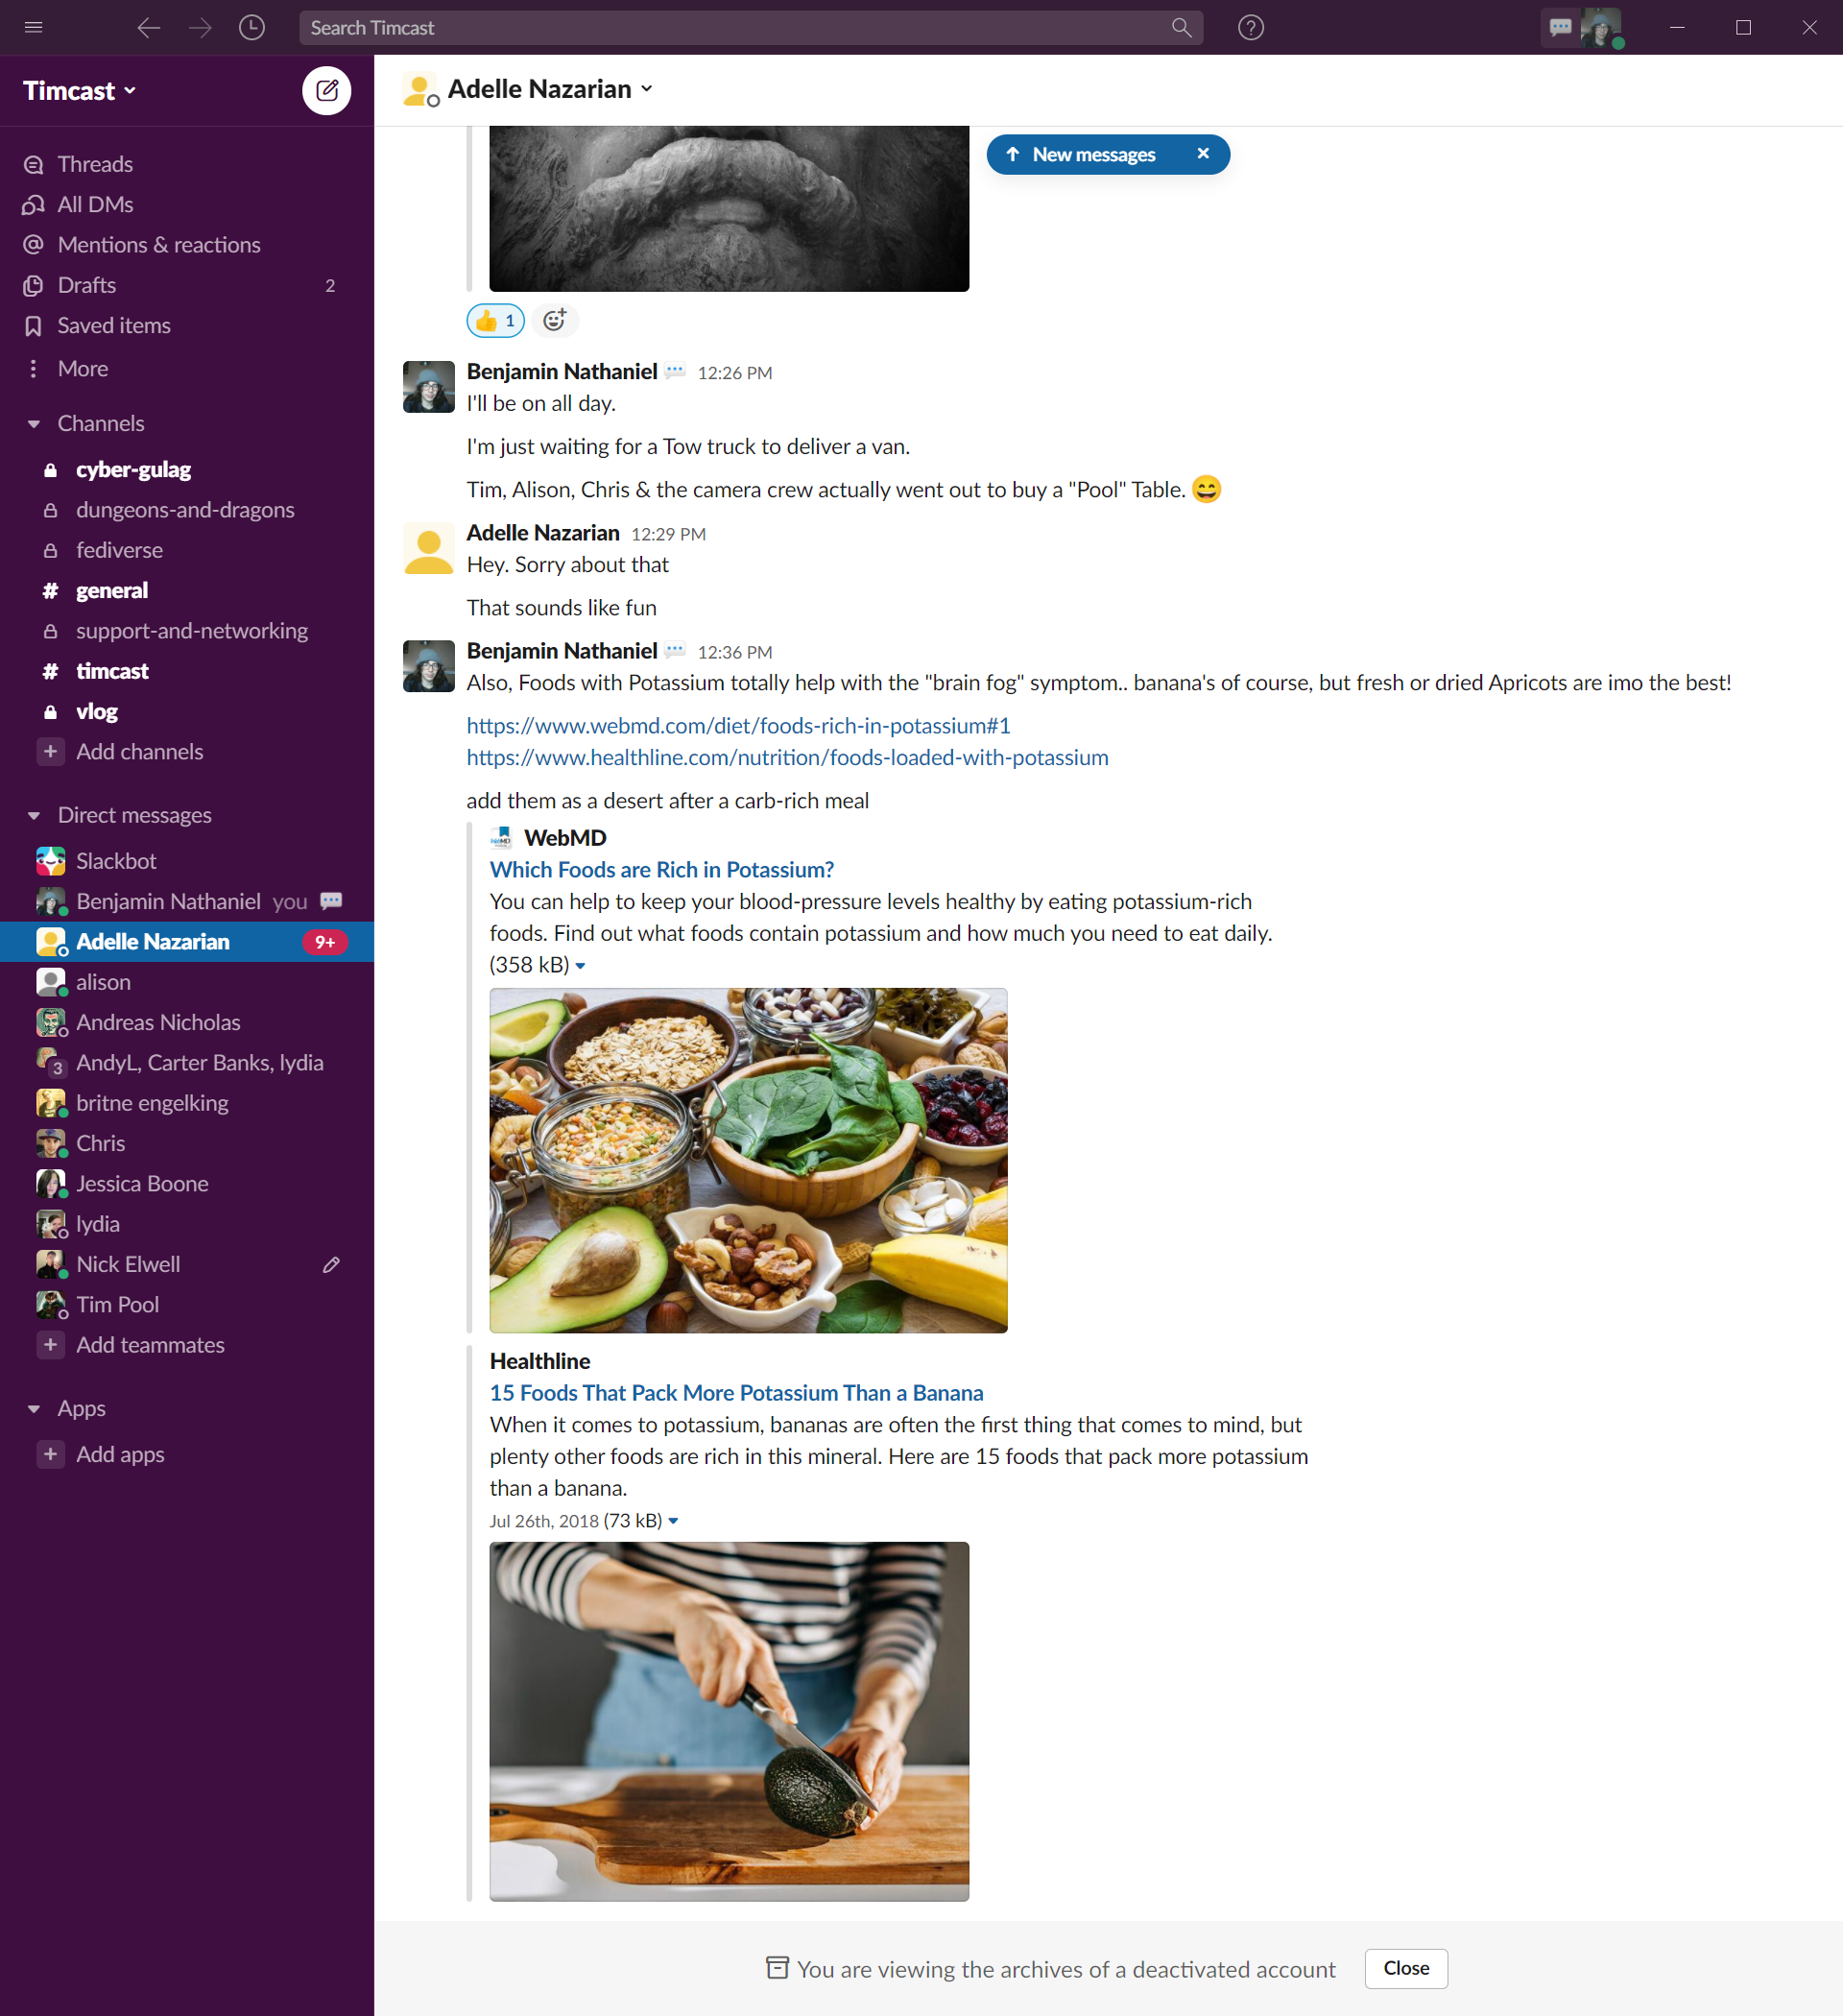 Search Timcast
Timcast
Threads
All DMs
Mentions & reactions
Drafts 2
Saved items
More
Channels
cyber-gulag
dungeons-and-dragons
fediverse
# general
support-and-networking
# timcast
vlog
+ Add channels
Direct messages
Slackbot
Benjamin Nathaniel you
Adelle Nazarian 9+
alison
Andreas Nicholas
3 AndyL, Carter Banks, lydia
britne engelking
Chris
Jessica Boone
lydia
Nick Elwell
Tim Pool
+ Add teammates
Apps
+ Add apps
Adelle Nazarian
↑ New messages ×
👍 1
Benjamin Nathaniel 💬 12:26 PM
I'll be on all day.
I'm just waiting for a Tow truck to deliver a van.
Tim, Alison, Chris & the camera crew actually went out to buy a "Pool" Table. 😄
Adelle Nazarian 12:29 PM
Hey. Sorry about that
That sounds like fun
Benjamin Nathaniel 💬 12:36 PM
Also, Foods with Potassium totally help with the "brain fog" symptom.. banana's of course, but fresh or dried Apricots are imo the best!
https://www.webmd.com/diet/foods-rich-in-potassium#1
https://www.healthline.com/nutrition/foods-loaded-with-potassium
add them as a desert after a carb-rich meal
WebMD
Which Foods are Rich in Potassium?
You can help to keep your blood-pressure levels healthy by eating potassium-rich
foods. Find out what foods contain potassium and how much you need to eat daily.
(358 kB)
Healthline
15 Foods That Pack More Potassium Than a Banana
When it comes to potassium, bananas are often the first thing that comes to mind, but
plenty other foods are rich in this mineral. Here are 15 foods that pack more potassium
than a banana.
Jul 26th, 2018 (73 kB)
You are viewing the archives of a deactivated account
Close